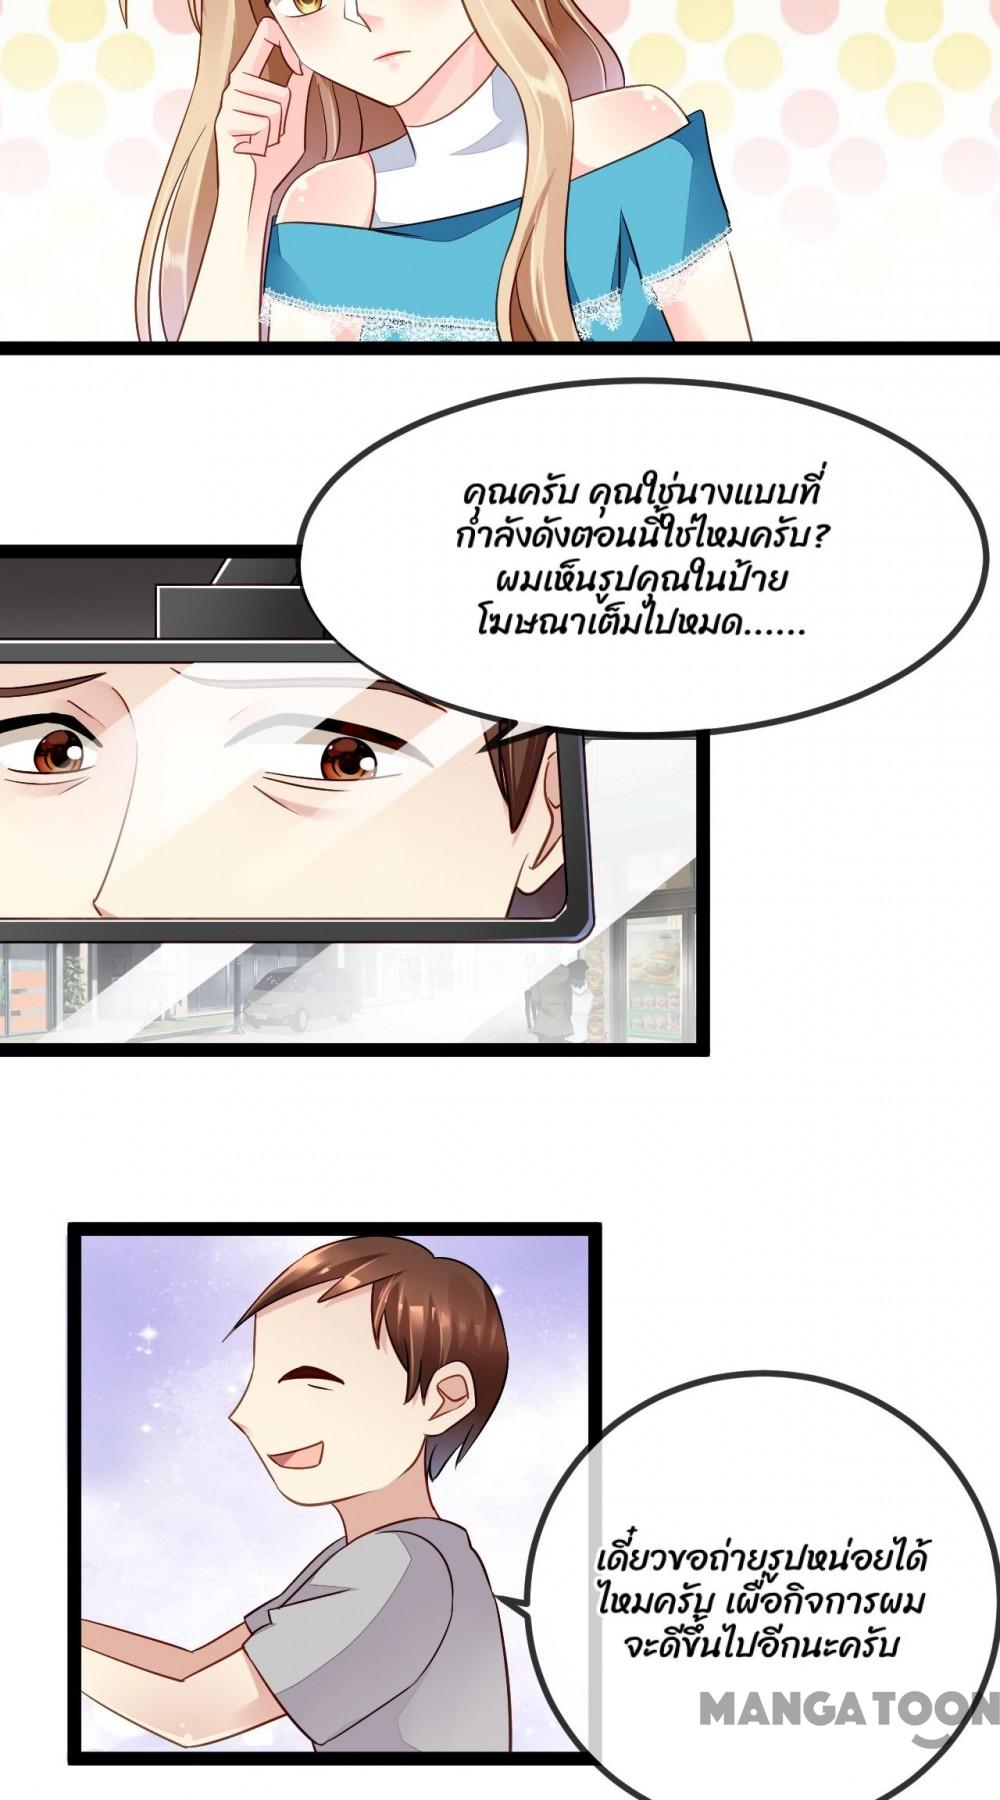 คุณครับ คุณใช่นางแบบที่
กำลังดังตอนนี้ใช่ไหมครับ?
ผมเห็นรูปคุณในป้าย
โฆษณาเต็มไปหมด......
เดี๋ยวขอถ่ายรูปหน่อยได้
ไหมครับ เผื่อกิจการผม
จะดีขึ้นไปอีกนะครับ
MANGATOON